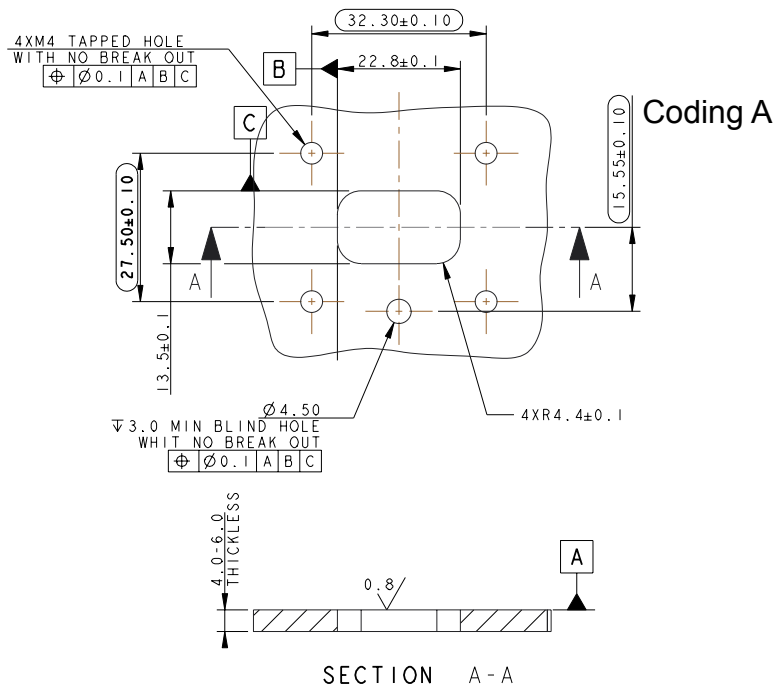 32.30±0.10
4XM4 TAPPED HOLE
WITH NO BREAK OUT
⌖ Ø0.1 A B C
B
22.8±0.1
C
Coding A
15.55±0.10
27.50±0.10
A
A
13.5±0.1
Ø4.50
↧3.0 MIN BLIND HOLE
WHIT NO BREAK OUT
⌖ Ø0.1 A B C
4XR4.4±0.1
4.0-6.0
THICKLESS
0.8
A
SECTION A-A